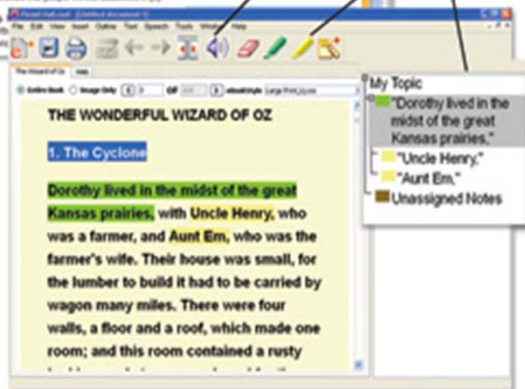 File Edit View Insert Outline Text Speech Tools Window Help
The Wizard of Oz
Entire Book Image Only Of
THE WONDERFUL WIZARD OF OZ
1. The Cyclone
Dorothy lived in the midst of the great
Kansas prairies, with Uncle Henry, who
was a farmer, and Aunt Em, who was the
farmer's wife. Their house was small, for
the lumber to build it had to be carried by
wagon many miles. There were four
walls, a floor and a roof, which made one
room; and this room contained a rusty
My Topic
"Dorothy lived in the
midst of the great
Kansas prairies,"
"Uncle Henry,"
"Aunt Em,"
Unassigned Notes